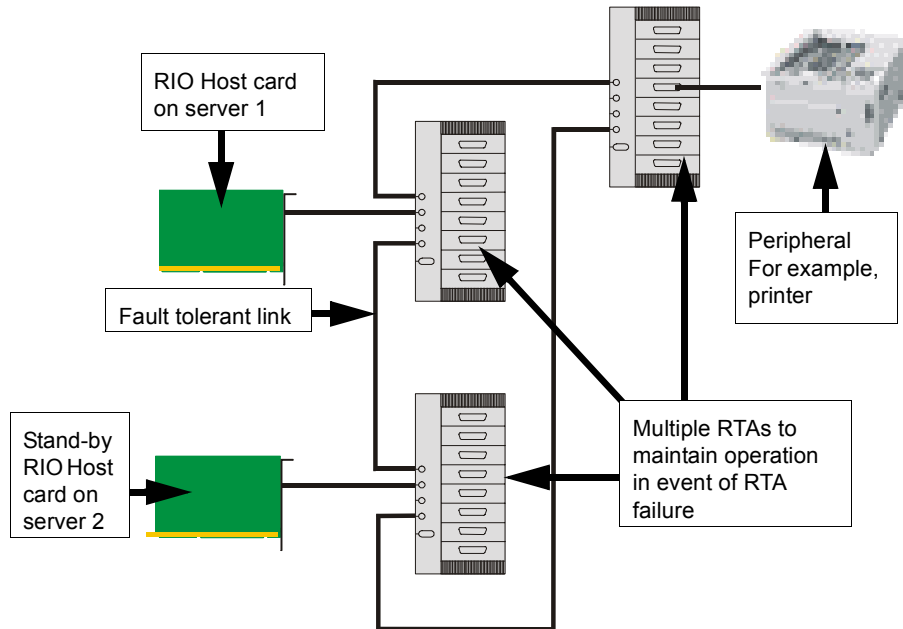 RIO Host card
on server 1
Peripheral
For example,
printer
Fault tolerant link
Stand-by
RIO Host
card on
server 2
Multiple RTAs to
maintain operation
in event of RTA
failure